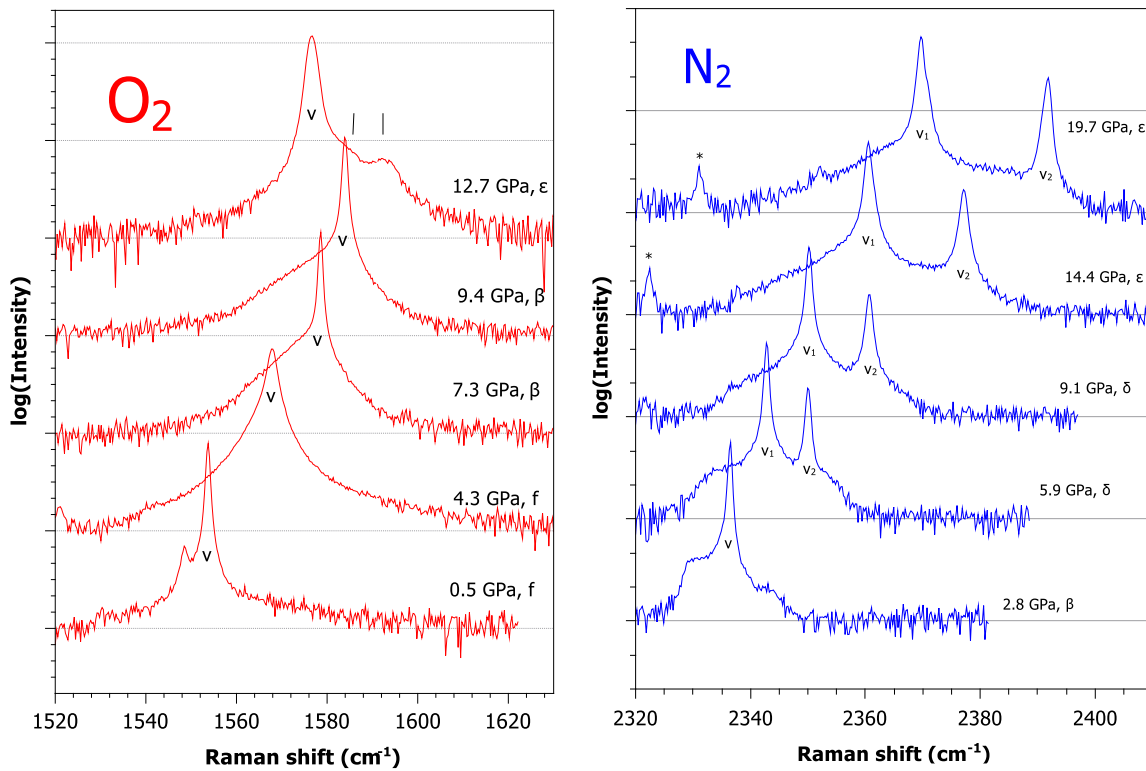 O2
v
12.7 GPa, ε
v
9.4 GPa, β
v
7.3 GPa, β
v
4.3 GPa, f
v
0.5 GPa, f
log(Intensity)
1520 1540 1560 1580 1600 1620
Raman shift (cm-1)
N2
*
v1
v2
19.7 GPa, ε
*
v1
v2
14.4 GPa, ε
v1
v2
9.1 GPa, δ
v1
v2
5.9 GPa, δ
v
2.8 GPa, β
log(Intensity)
2320 2340 2360 2380 2400
Raman shift (cm-1)